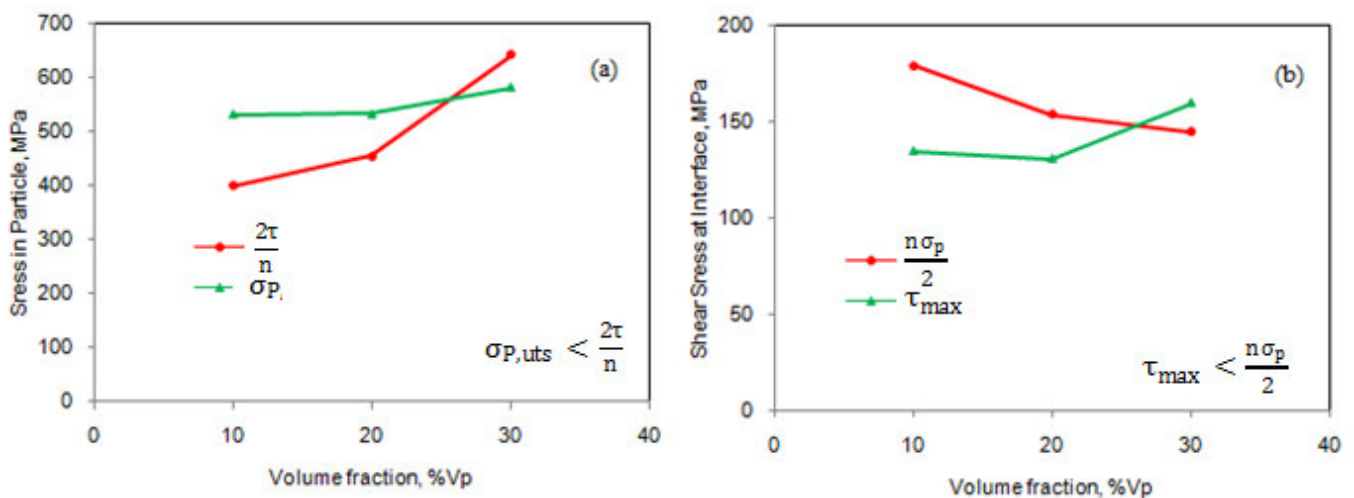 700
600
500
400
300
200
100
0
0 10 20 30 40
Sress in Particle, MPa
Volume fraction, %Vp
(a)
2τ
n
σP,
σP,uts < 2τ/n
200
150
100
50
0
0 10 20 30 40
Shear Sress at Interface, MPa
Volume fraction, %Vp
(b)
nσp
2
τmax
τmax < nσp/2